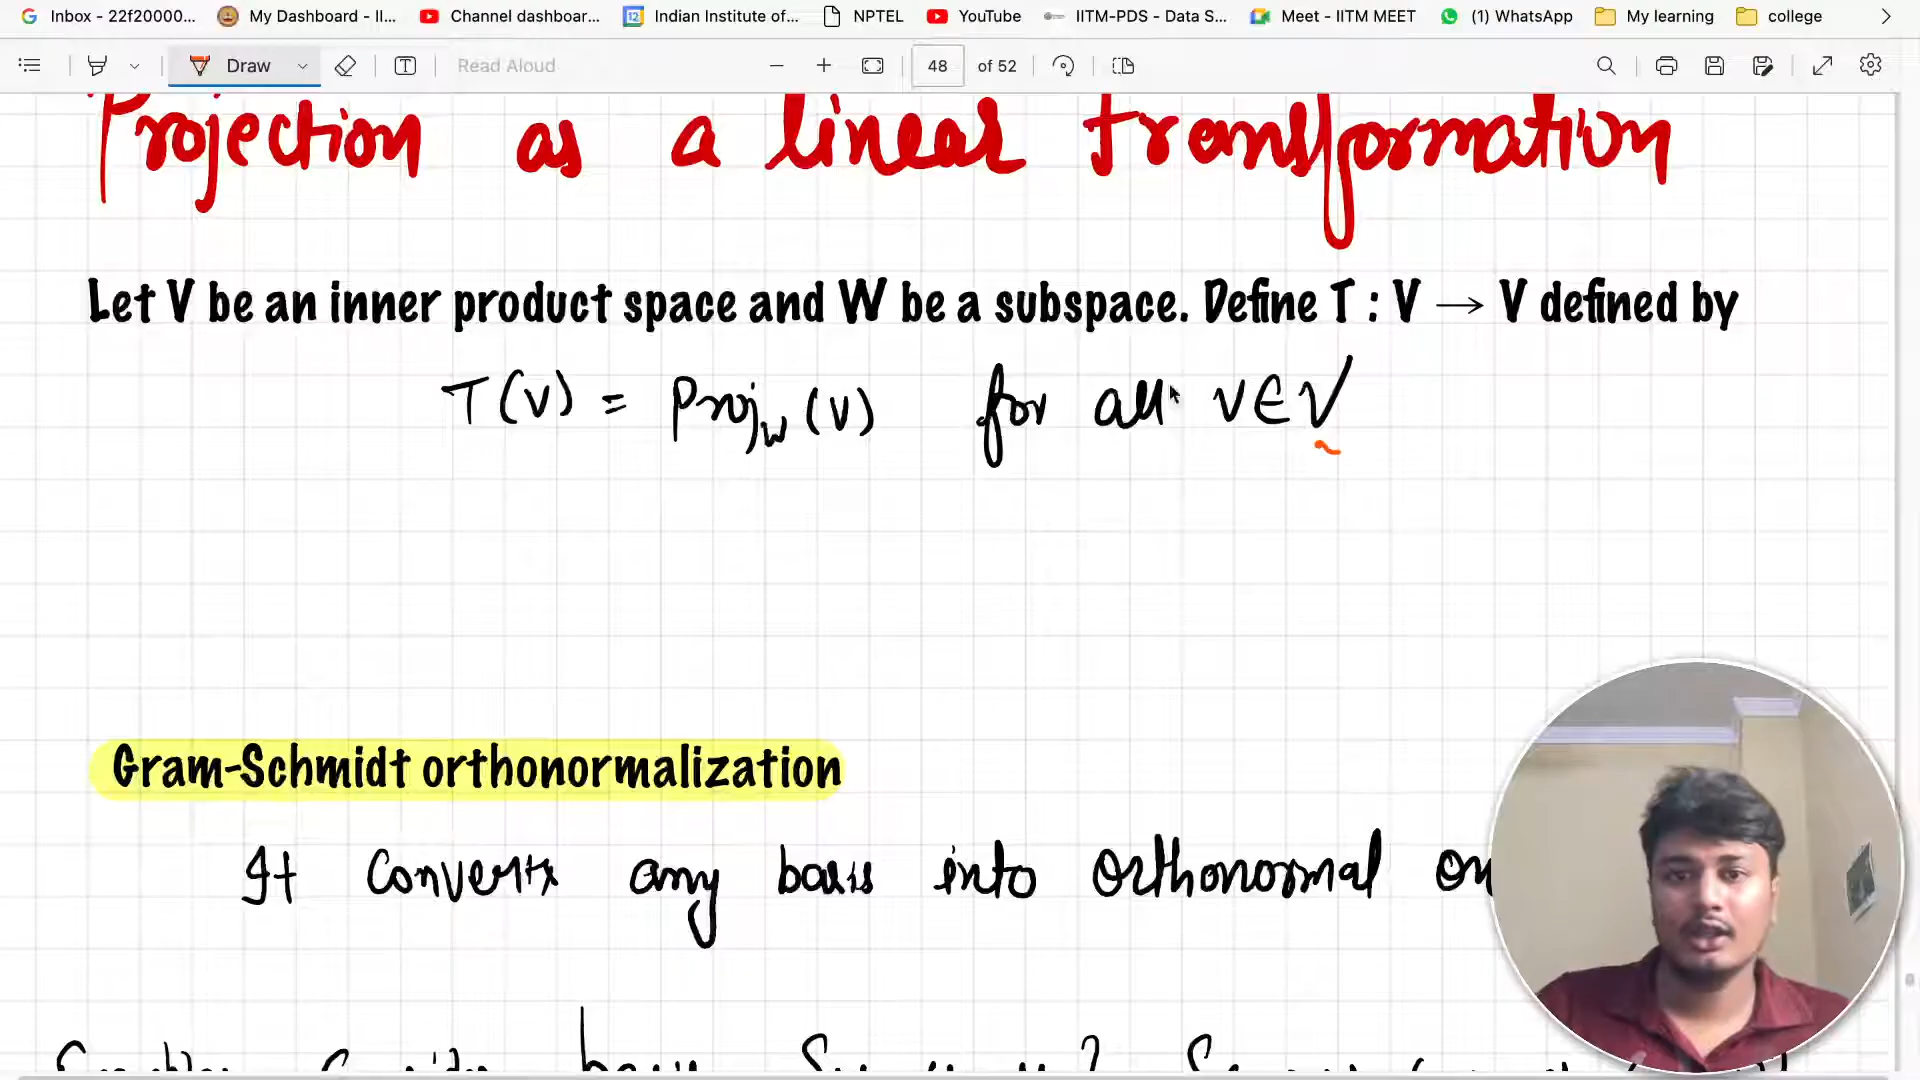 Inbox - 22f20000... My Dashboard - II... Channel dashboar... Indian Institute of... NPTEL YouTube IITM-PDS - Data S... Meet - IITM MEET (1) WhatsApp My learning college
Draw Read Aloud 48 of 52
Projection as a linear transformation
Let V be an inner product space and W be a subspace. Define T : V → V defined by
T(v) = Proj_W (v) for all v ∈ V
Gram-Schmidt orthonormalization
It converts any basis into orthonormal